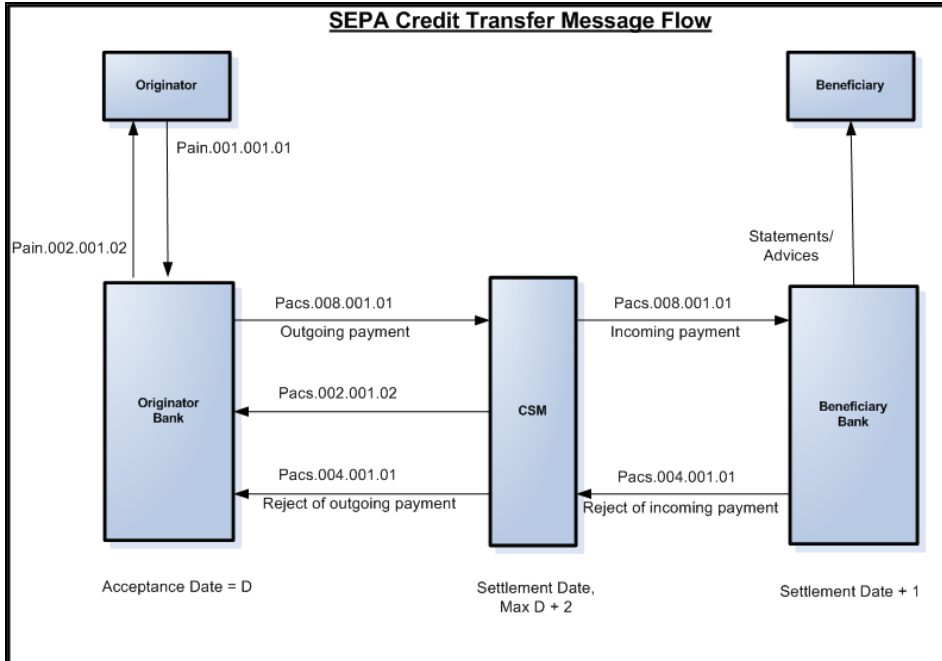 SEPA Credit Transfer Message Flow
Originator
Beneficiary
Pain.001.001.01
Pain.002.001.02
Statements/
Advices
Pacs.008.001.01
Outgoing payment
Pacs.008.001.01
Incoming payment
Originator
Bank
Pacs.002.001.02
CSM
Beneficiary
Bank
Pacs.004.001.01
Reject of outgoing payment
Pacs.004.001.01
Reject of incoming payment
Acceptance Date = D
Settlement Date,
Max D + 2
Settlement Date + 1